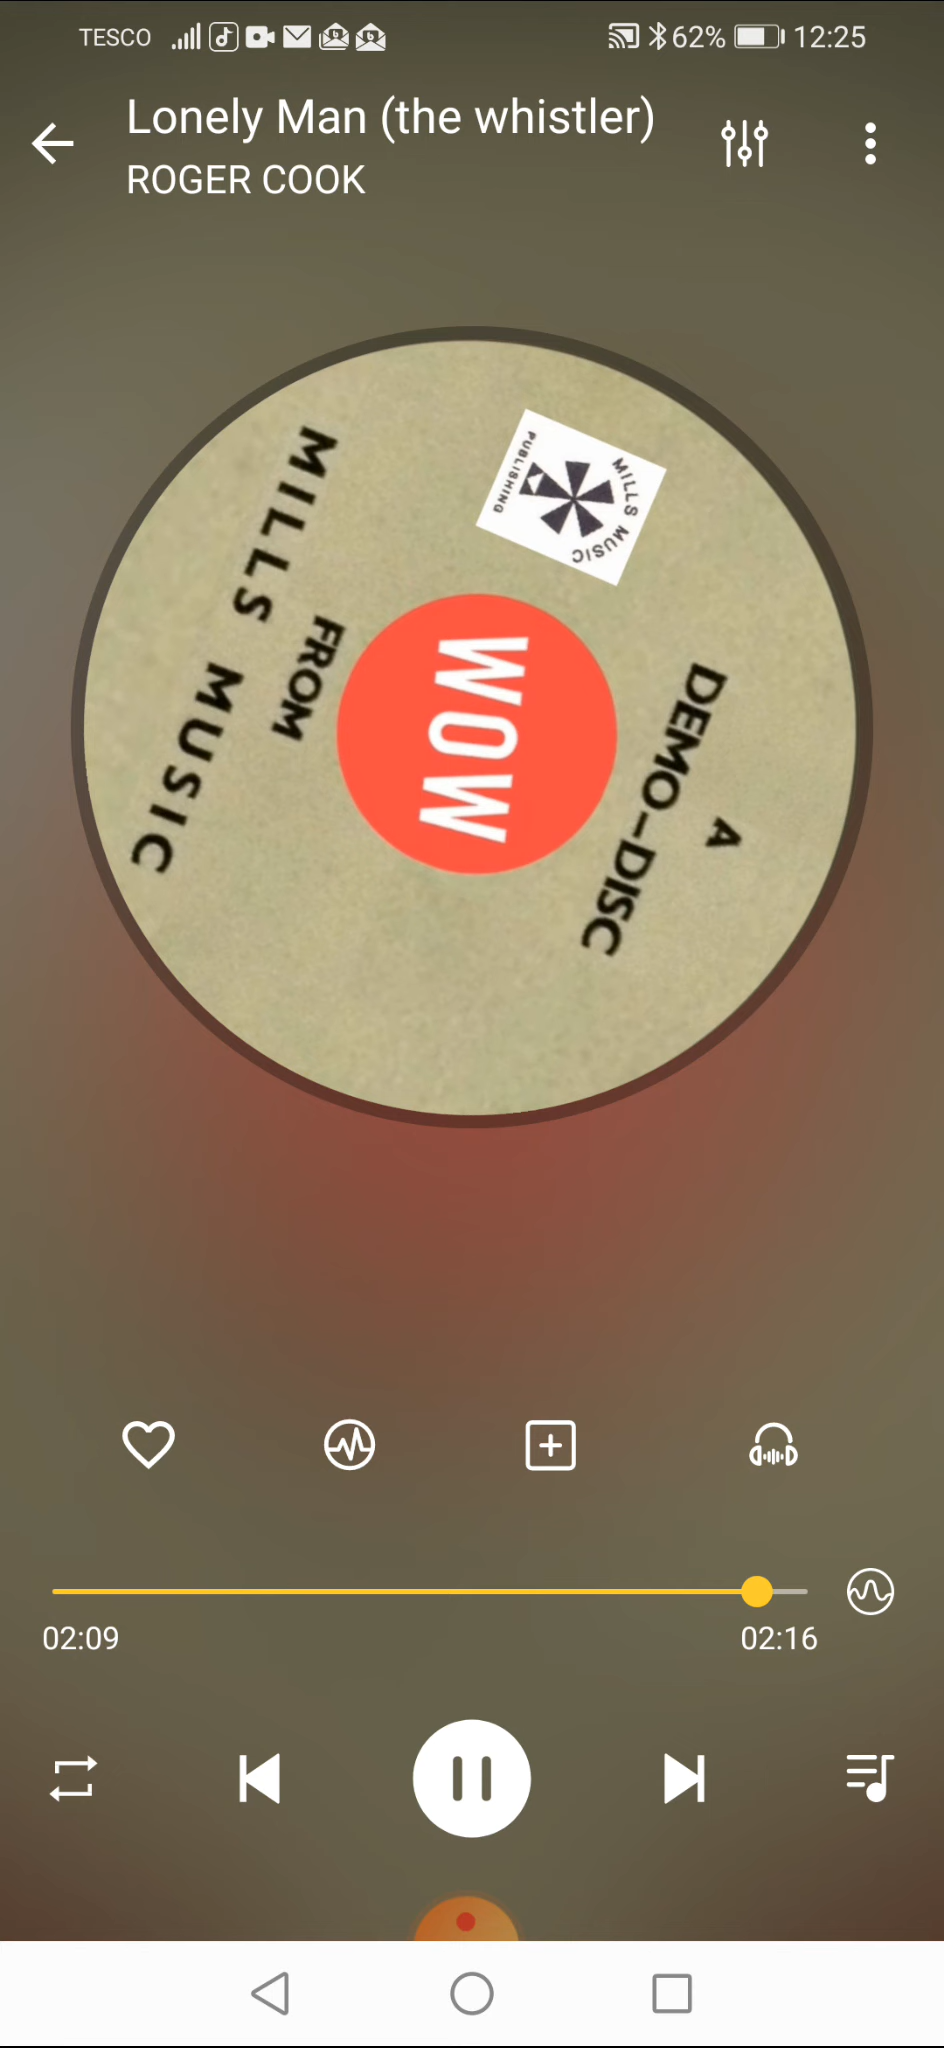 TESCO 62% 12:25
Lonely Man (the whistler)
ROGER COOK
MILLS MUSIC
PUBLISHING
A
DEMO-DISC
WOW
FROM
MILLS MUSIC
02:09 02:16